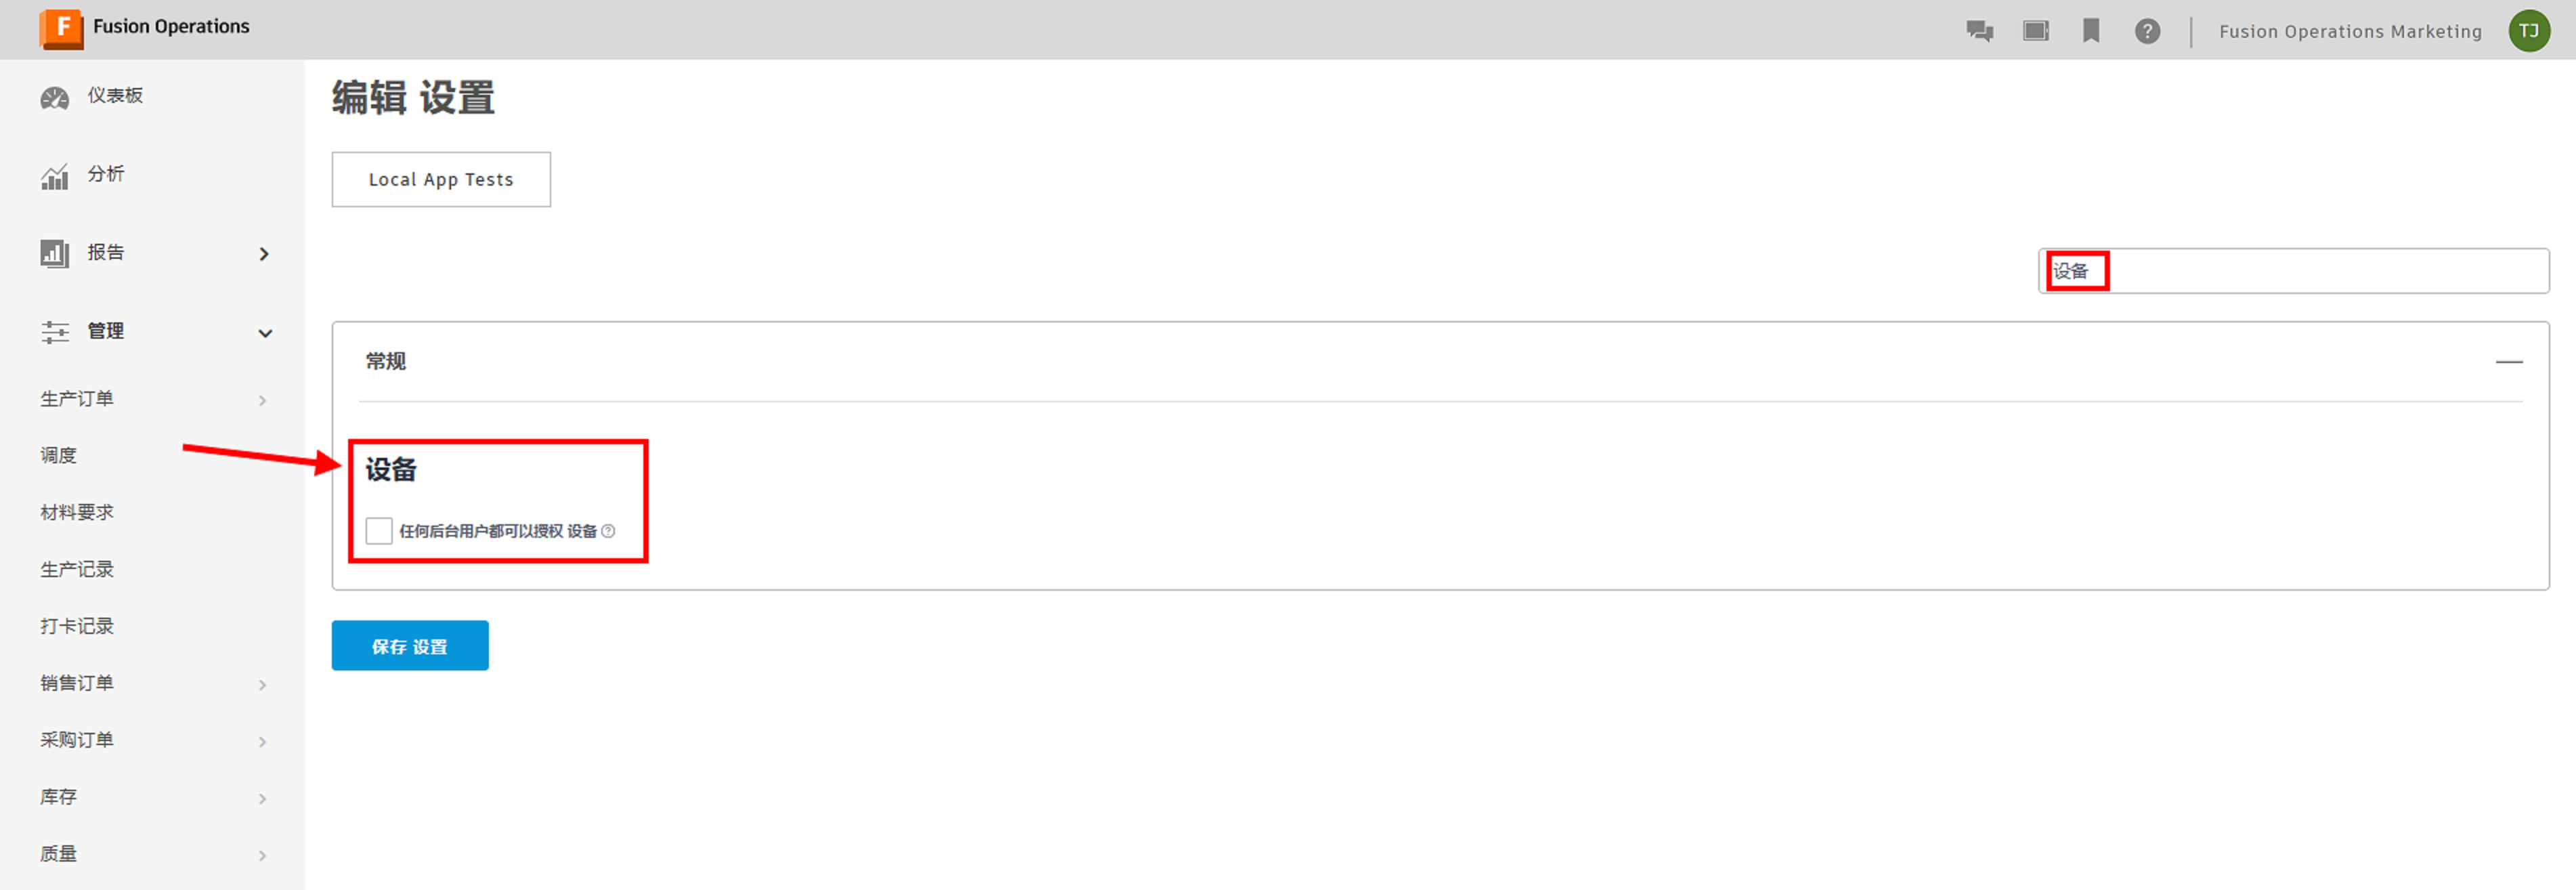 F Fusion Operations
? Fusion Operations Marketing TJ
仪表板
分析
报告
管理
生产订单
调度
材料要求
生产记录
打卡记录
销售订单
采购订单
库存
质量
编辑 设置
Local App Tests
设备
常规
设备
任何后台用户都可以授权 设备 ?
保存 设置